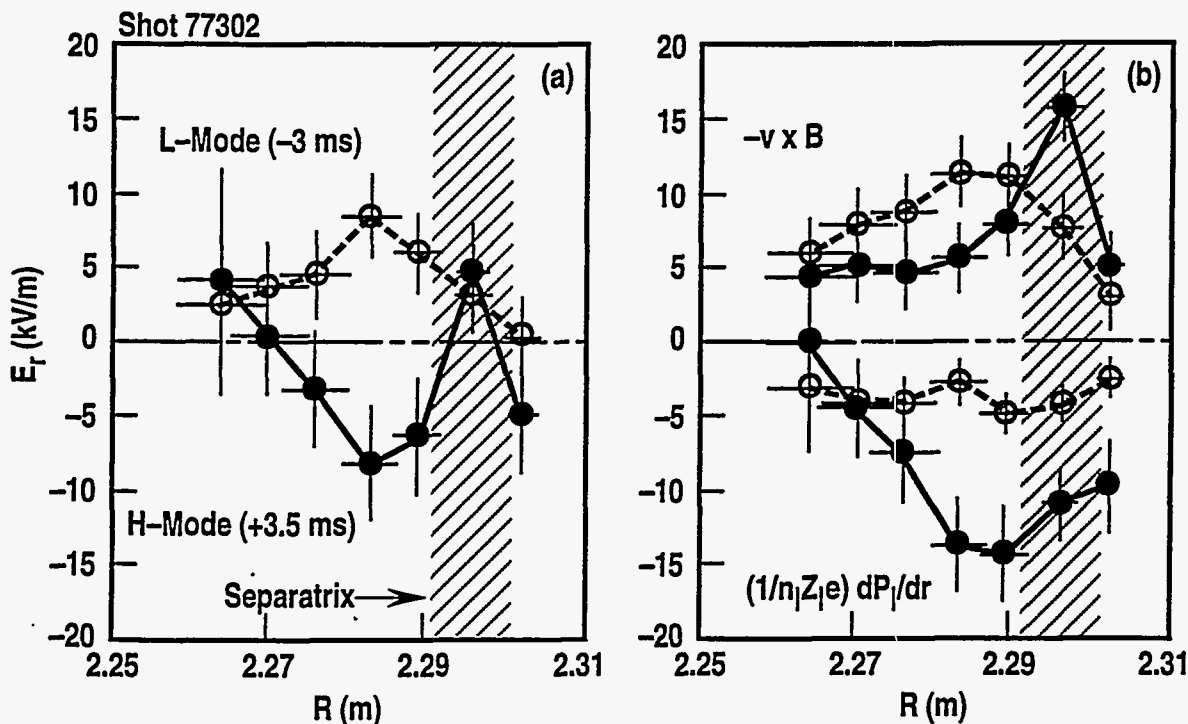 Shot 77302
20
15
10
5
0
−5
−10
−15
−20
E_r (kV/m)
(a)
L−Mode (−3 ms)
H−Mode (+3.5 ms)
Separatrix
2.25
2.27
2.29
2.31
R (m)
20
15
10
5
0
−5
−10
−15
−20
(b)
−v x B
(1/n_I Z_I e) dP_I/dr
2.25
2.27
2.29
2.31
R (m)